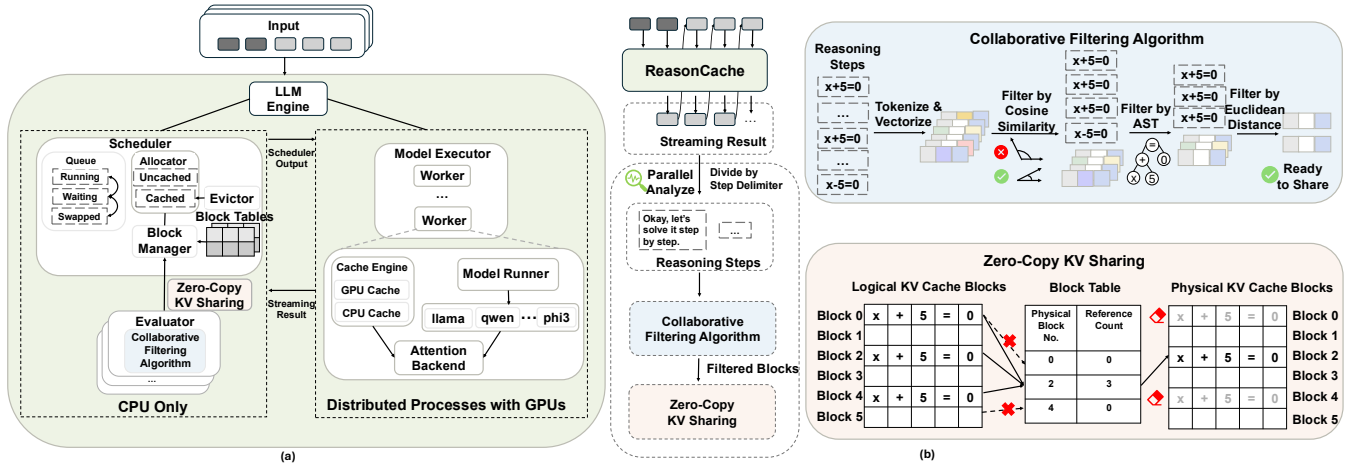 Input
LLM
Engine
Scheduler
Queue
Running
Waiting
Swapped
Allocator
Uncached
Cached
Evictor
Block Tables
Block
Manager
Zero-Copy
KV Sharing
Evaluator
Collaborative
Filtering
Algorithm
...
CPU Only
Scheduler
Output
Streaming
Result
Model Executor
Worker
...
Worker
Cache Engine
GPU Cache
CPU Cache
Model Runner
llama
qwen
...
phi3
Attention
Backend
Distributed Processes with GPUs
(a)
ReasonCache
...
Streaming Result
Parallel
Analyze
Divide by
Step Delimiter
Okay, let's
solve it step
by step.
...
Reasoning Steps
Collaborative
Filtering Algorithm
Filtered Blocks
Zero-Copy
KV Sharing
Collaborative Filtering Algorithm
Reasoning
Steps
x+5=0
...
x+5=0
...
x-5=0
Tokenize &
Vectorize
Filter by
Cosine
Similarity
x+5=0
x+5=0
x+5=0
x-5=0
Filter by
AST
=
+
0
x
5
x+5=0
x+5=0
x+5=0
Filter by
Euclidean
Distance
Ready
to Share
Zero-Copy KV Sharing
Logical KV Cache Blocks
Block 0 x + 5 = 0
Block 1
Block 2 x + 5 = 0
Block 3
Block 4 x + 5 = 0
Block 5
Block Table
Physical
Block
No.
Reference
Count
0 0
2 3
4 0
Physical KV Cache Blocks
x + 5 = 0 Block 0
Block 1
x + 5 = 0 Block 2
Block 3
x + 5 = 0 Block 4
Block 5
(b)